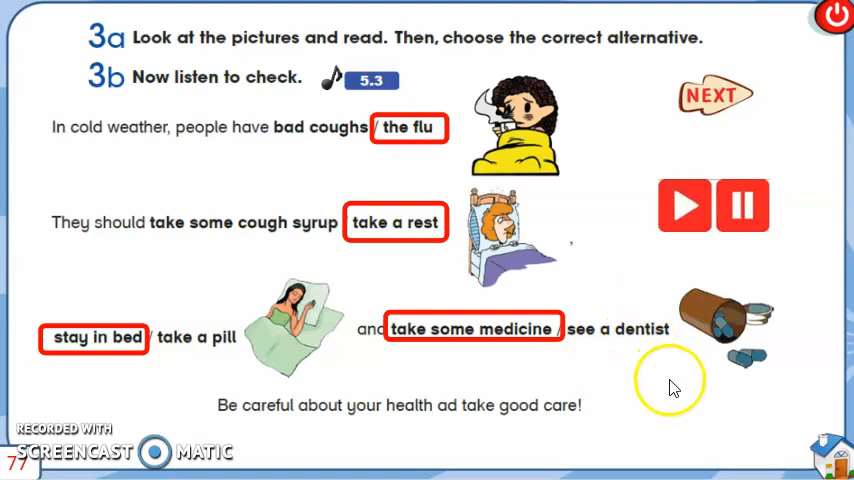 3a Look at the pictures and read. Then, choose the correct alternative.
3b Now listen to check. 5.3
NEXT
In cold weather, people have bad coughs / the flu
They should take some cough syrup / take a rest
stay in bed / take a pill and take some medicine / see a dentist
Be careful about your health ad take good care!
RECORDED WITH
SCREENCAST MATIC
77